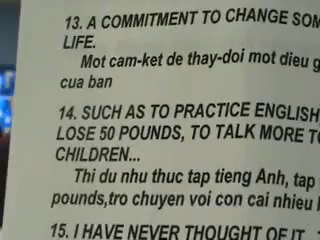 13. A COMMITMENT TO CHANGE SOM
LIFE.
Mot cam-ket de thay-doi mot dieu g
cua ban
14. SUCH AS TO PRACTICE ENGLISH
LOSE 50 POUNDS, TO TALK MORE TO
CHILDREN...
Thi du nhu thuc tap tieng Anh, tap
pounds,tro chuyen voi con cai nhieu
15. I HAVE NEVER THOUGHT OF IT